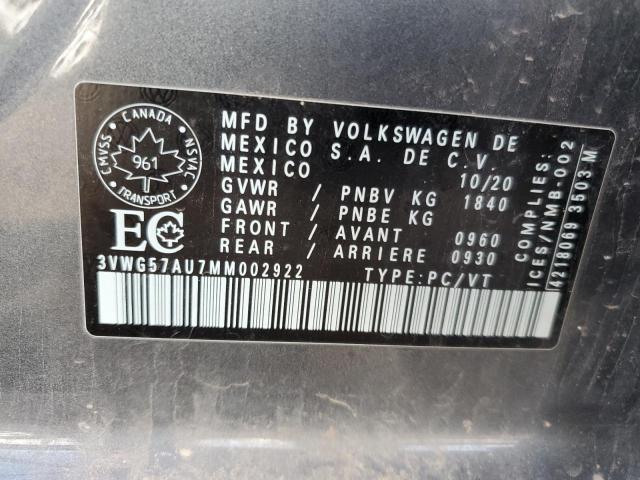 CANADA
CMVSS
NSVAC
961
TRANSPORT
EC
MFD BY VOLKSWAGEN DE
MEXICO S.A. DE C.V.
MEXICO 10/20
GVWR / PNBV KG 1840
GAWR / PNBE KG
FRONT / AVANT 0960
REAR / ARRIERE 0930
3VWG57AU7MM002922 TYPE:PC/VT
COMPLIES:
ICES/NMB-002
4218069 3503 M